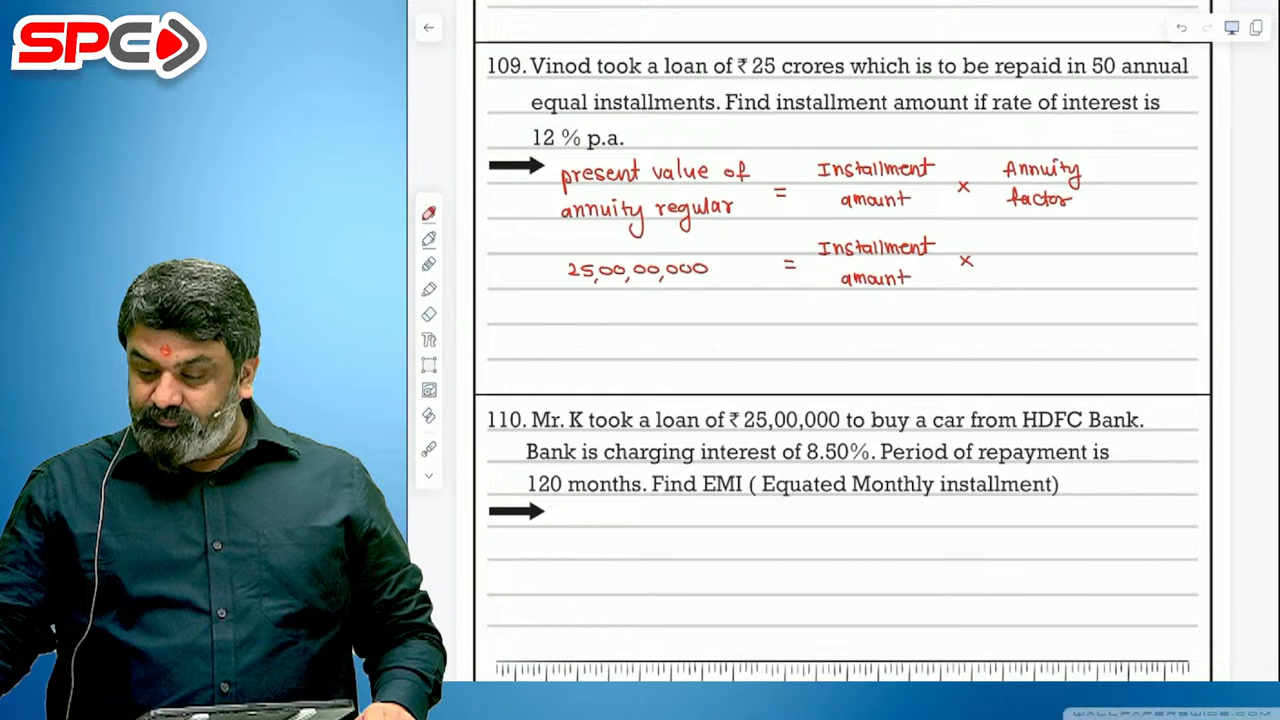 SPC
109. Vinod took a loan of ₹ 25 crores which is to be repaid in 50 annual
equal installments. Find installment amount if rate of interest is
12 % p.a.
present value of annuity regular = Installment amount × Annuity factor
25,00,00,000 = Installment amount ×
Tt
110. Mr. K took a loan of ₹ 25,00,000 to buy a car from HDFC Bank.
Bank is charging interest of 8.50%. Period of repayment is
120 months. Find EMI ( Equated Monthly installment)
WALLPAPERSWIDE.COM